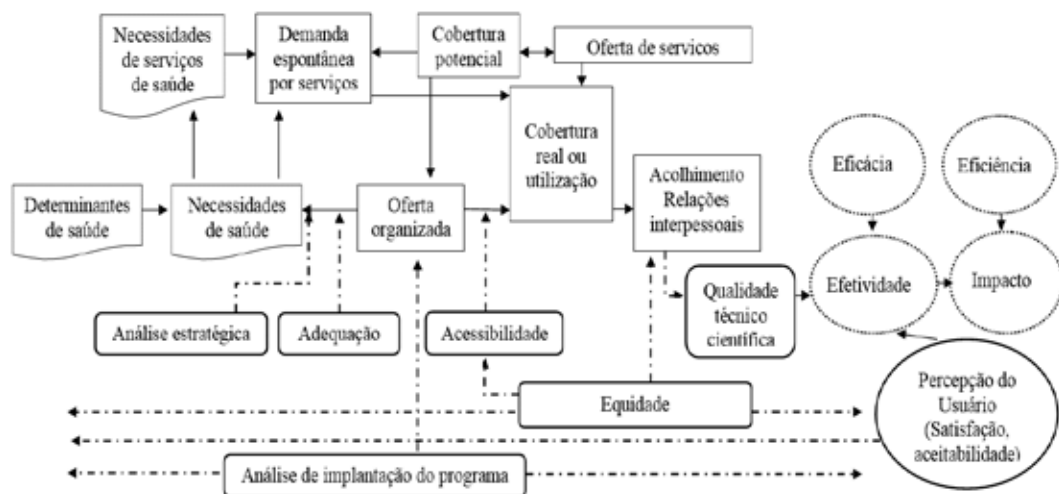 Necessidades
de serviços
de saúde
Demanda
espontânea
por serviços
Cobertura
potencial
Oferta de servicos
Cobertura
real ou
utilização
Eficácia
Eficiência
Determinantes
de saúde
Necessidades
de saúde
Oferta
organizada
Acolhimento
Relações
interpessoais
Análise estratégica
Adequação
Acessibilidade
Qualidade
técnico
científica
Efetividade
Impacto
Equidade
Percepção do
Usuário
(Satisfação,
aceitabilidade)
Análise de implantação do programa